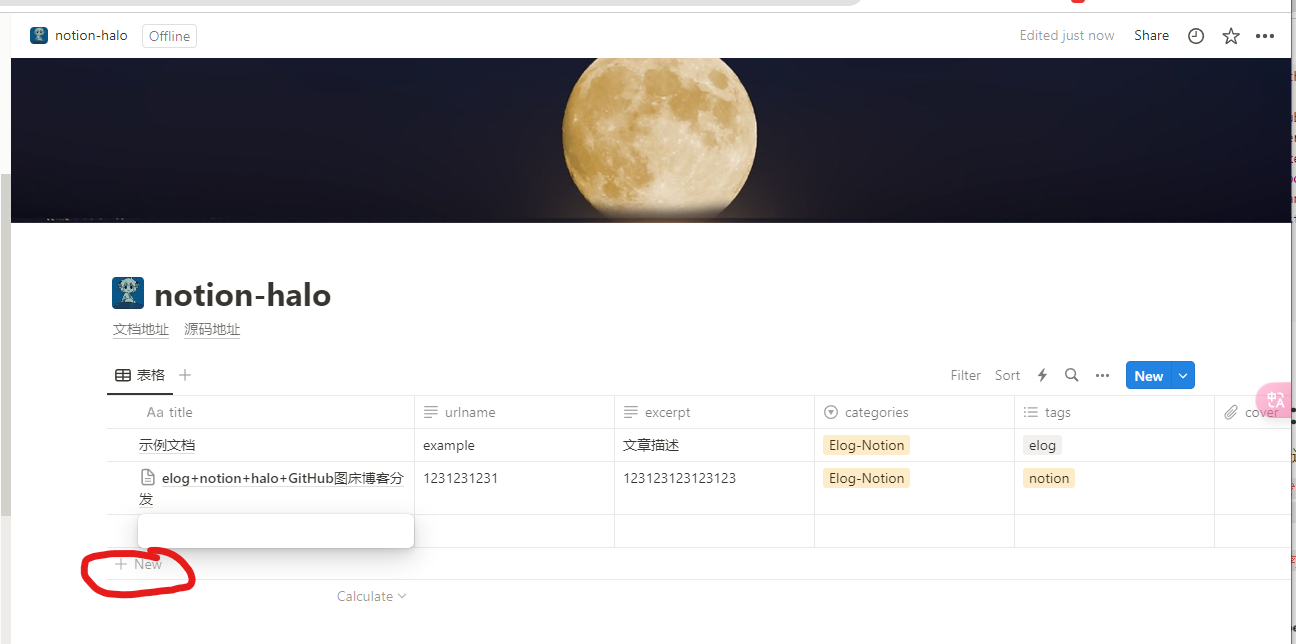 notion-halo Offline Edited just now Share
notion-halo
文档地址 源码地址
表格 Filter Sort New
Aa title urlname excerpt categories tags cover
示例文档 example 文章描述 Elog-Notion elog
elog+notion+halo+GitHub图床博客分 1231231231 123123123123123 Elog-Notion notion
发
New
Calculate